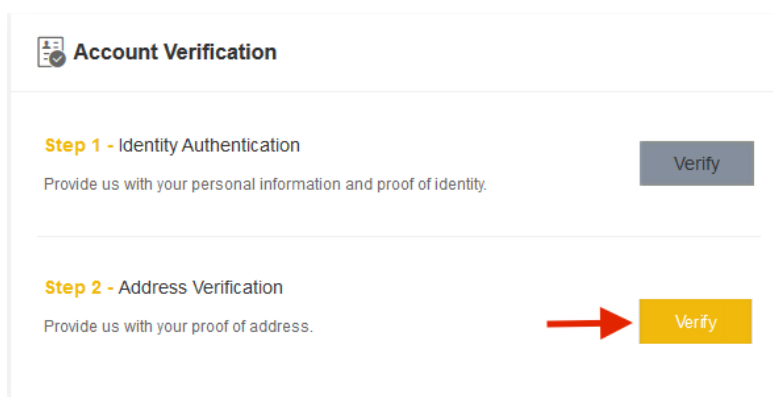 Account Verification
Step 1 - Identity Authentication
Verify
Provide us with your personal information and proof of identity.
Step 2 - Address Verification
Provide us with your proof of address.
Verify